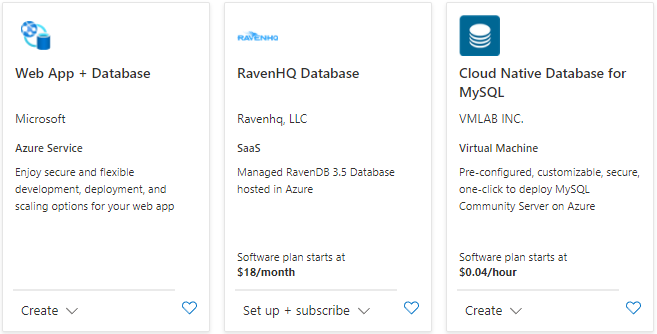 Web App + Database
Microsoft
Azure Service
Enjoy secure and flexible
development, deployment, and
scaling options for your web app
Create
RAVENHQ
RavenHQ Database
Ravenhq, LLC
SaaS
Managed RavenDB 3.5 Database
hosted in Azure
Software plan starts at
$18/month
Set up + subscribe
Cloud Native Database for
MySQL
VMLAB INC.
Virtual Machine
Pre-configured, customizable, secure,
one-click to deploy MySQL
Community Server on Azure
Software plan starts at
$0.04/hour
Create